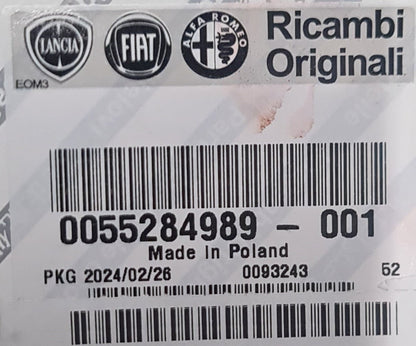 LANCIA FIAT ALFA ROMEO Ricambi
Originali
EOM3
0055284989 - 001
Made In Poland
PKG 2024/02/26 0093243 52